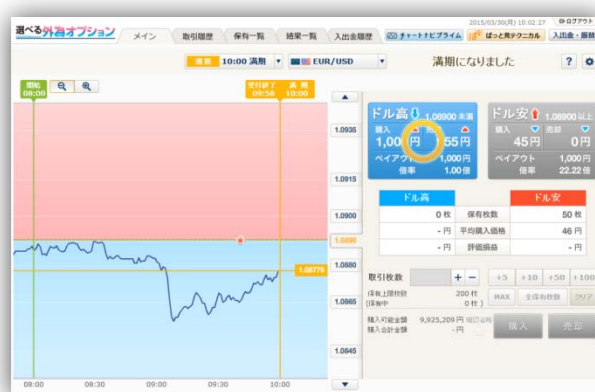 2015/03/30(月) 10:02:27 ログアウト
選べる外為オプション メイン 取引履歴 保有一覧 結果一覧 入出金履歴 チャートナビプライム ぱっと見テクニカル 入出金・振替
通常 10:00 満期 EUR/USD 満期になりました ?
開始 08:00
受付終了 09:58 満期 10:00
1.0935
1.0915
1.0900
1.0890
1.0880
1.08776
1.0865
1.0845
08:00 08:30 09:00 09:30 10:00
ドル高 1.08900 未満
購入
1,000円 955円
ペイアウト 1,000円
倍率 1.00倍
ドル安 1.08900 以上
購入 売却
45円 0円
ペイアウト 1,000円
倍率 22.22倍
ドル高 ドル安
0 枚 保有枚数 50 枚
- 円 平均購入価格 46 円
- 円 評価損益 - 円
取引枚数 + - +5 +10 +50 +100
保有上限枚数 200 枚
(保有中 0 枚 )
MAX 全保有枚数 クリア
購入可能金額 9,925,209 円 確認省略
購入合計金額 - 円
購入 売却